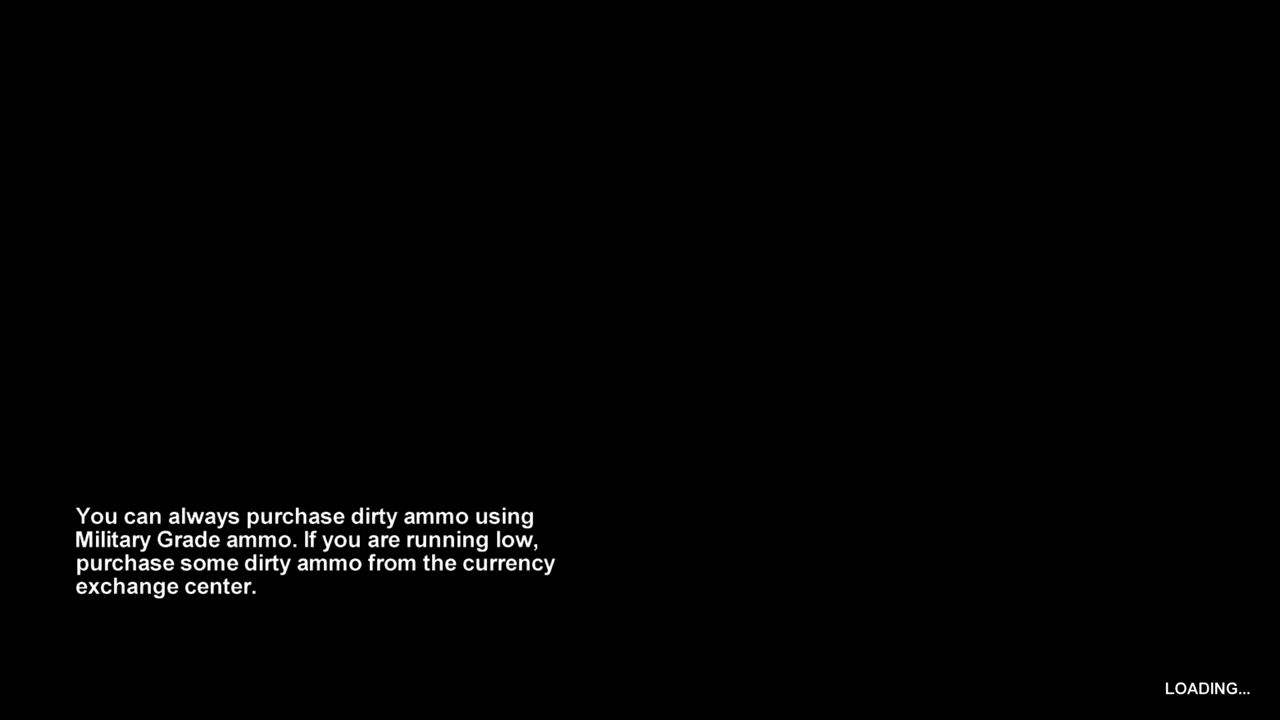 You can always purchase dirty ammo using
Military Grade ammo. If you are running low,
purchase some dirty ammo from the currency
exchange center.
LOADING...